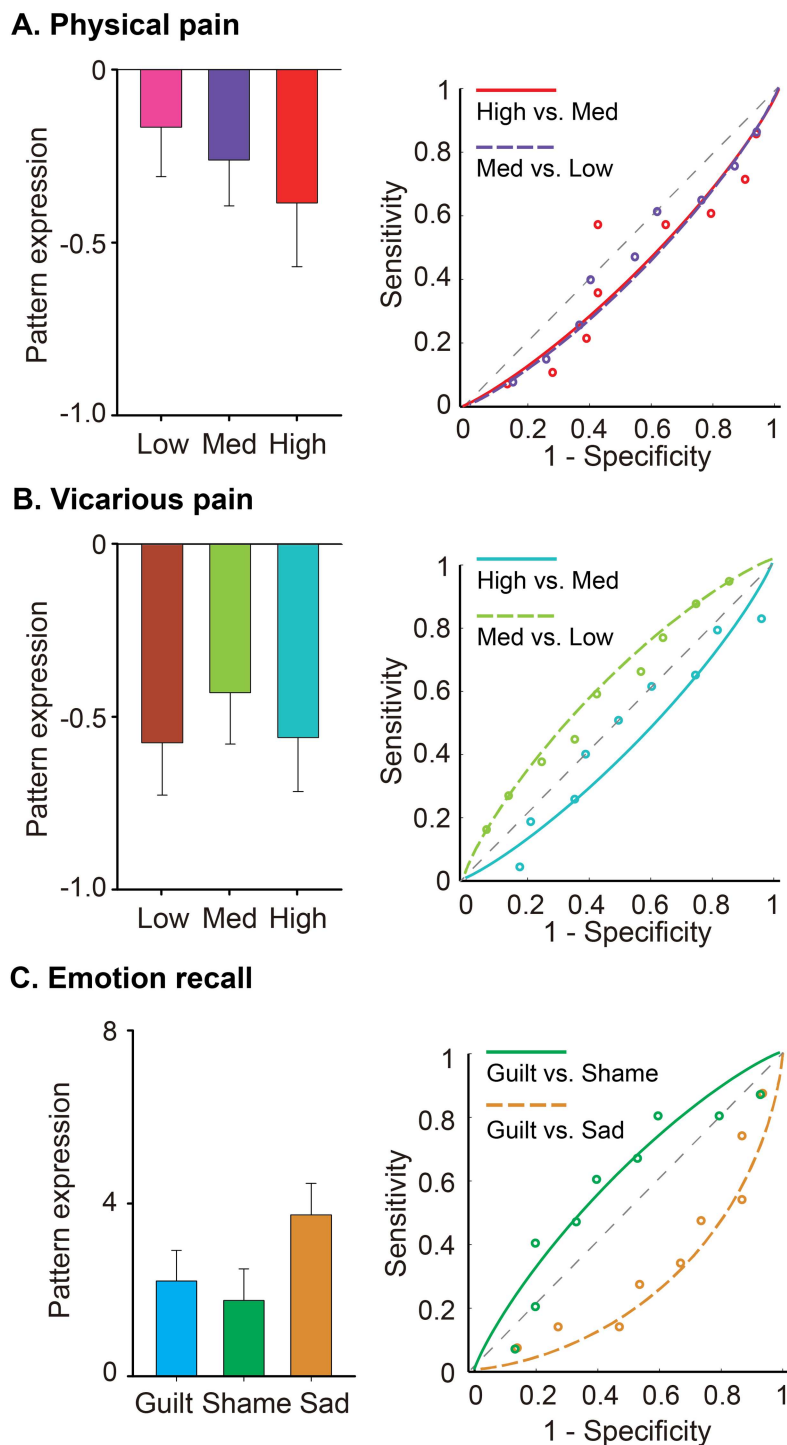 A. Physical pain
Pattern expression
0
-0.5
-1.0
Low Med High
High vs. Med
Med vs. Low
Sensitivity
1
0.8
0.6
0.4
0.2
0
0 0.2 0.4 0.6 0.8 1
1 - Specificity
B. Vicarious pain
Pattern expression
0
-0.5
-1.0
Low Med High
High vs. Med
Med vs. Low
Sensitivity
1
0.8
0.6
0.4
0.2
0
0 0.2 0.4 0.6 0.8 1
1 - Specificity
C. Emotion recall
Pattern expression
8
4
0
Guilt Shame Sad
Guilt vs. Shame
Guilt vs. Sad
Sensitivity
1
0.8
0.6
0.4
0.2
0
0 0.2 0.4 0.6 0.8 1
1 - Specificity